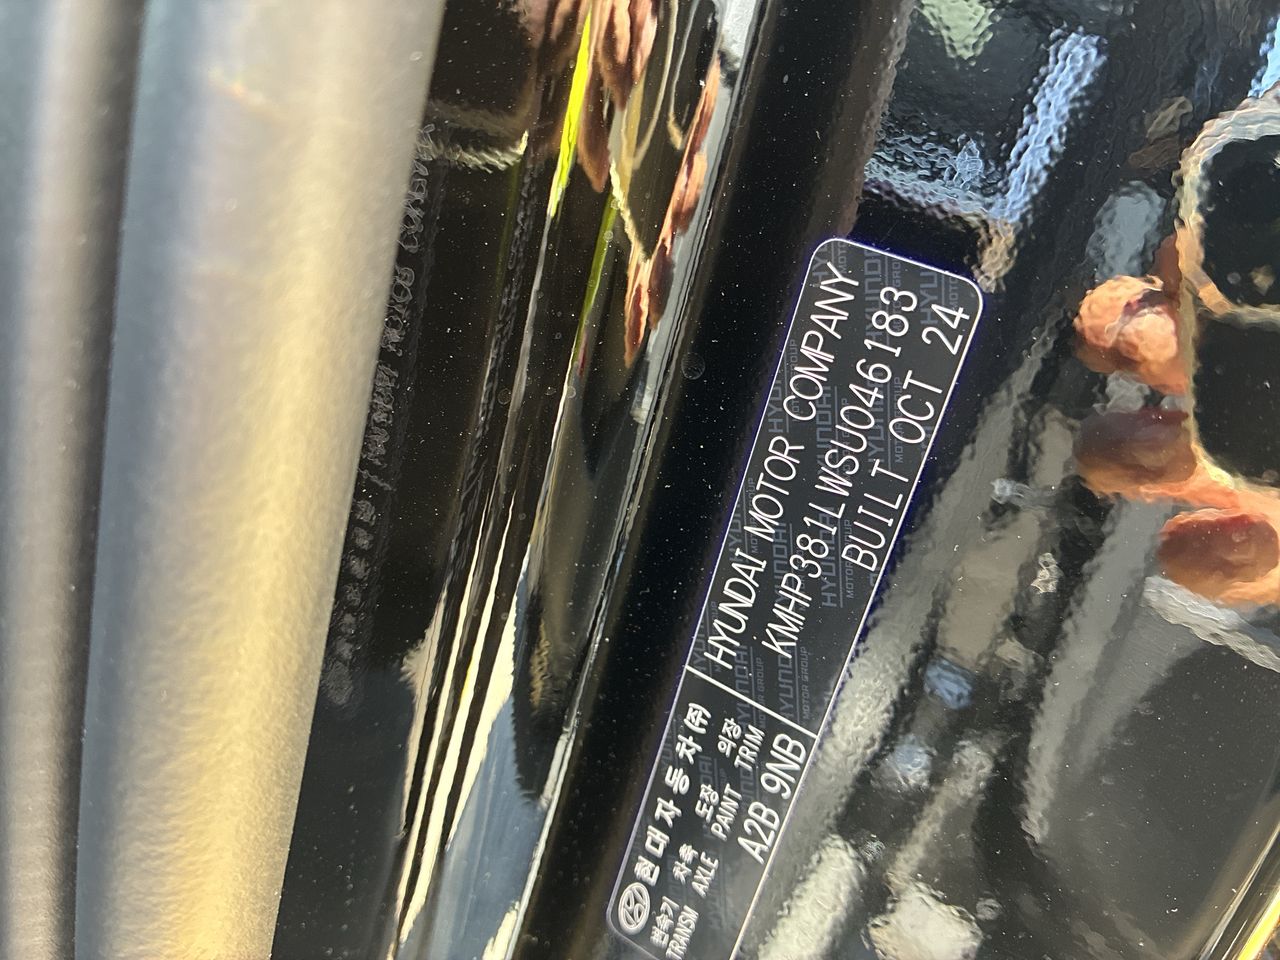 현대자동차(주)
변속기 차축 도장 의장
TRANSM AXLE PAINT TRIM
A2B 9NB
HYUNDAI MOTOR COMPANY
KMHP381LWSU046183
BUILT OCT 24